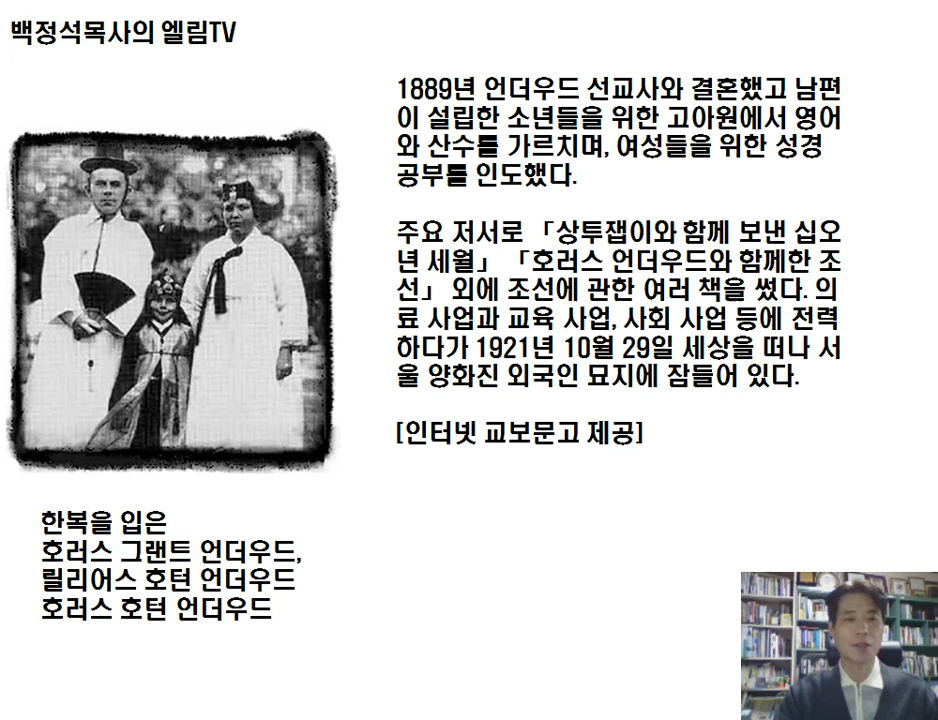 백정석목사의 엘림TV
1889년 언더우드 선교사와 결혼했고 남편
이 설립한 소년들을 위한 고아원에서 영어
와 산수를 가르치며, 여성들을 위한 성경
공부를 인도했다.
주요 저서로 「상투잽이와 함께 보낸 십오
년 세월」 「호러스 언더우드와 함께한 조
선」 외에 조선에 관한 여러 책을 썼다. 의
료 사업과 교육 사업, 사회 사업 등에 전력
하다가 1921년 10월 29일 세상을 떠나 서
울 양화진 외국인 묘지에 잠들어 있다.
[인터넷 교보문고 제공]
한복을 입은
호러스 그랜트 언더우드,
릴리어스 호턴 언더우드
호러스 호턴 언더우드